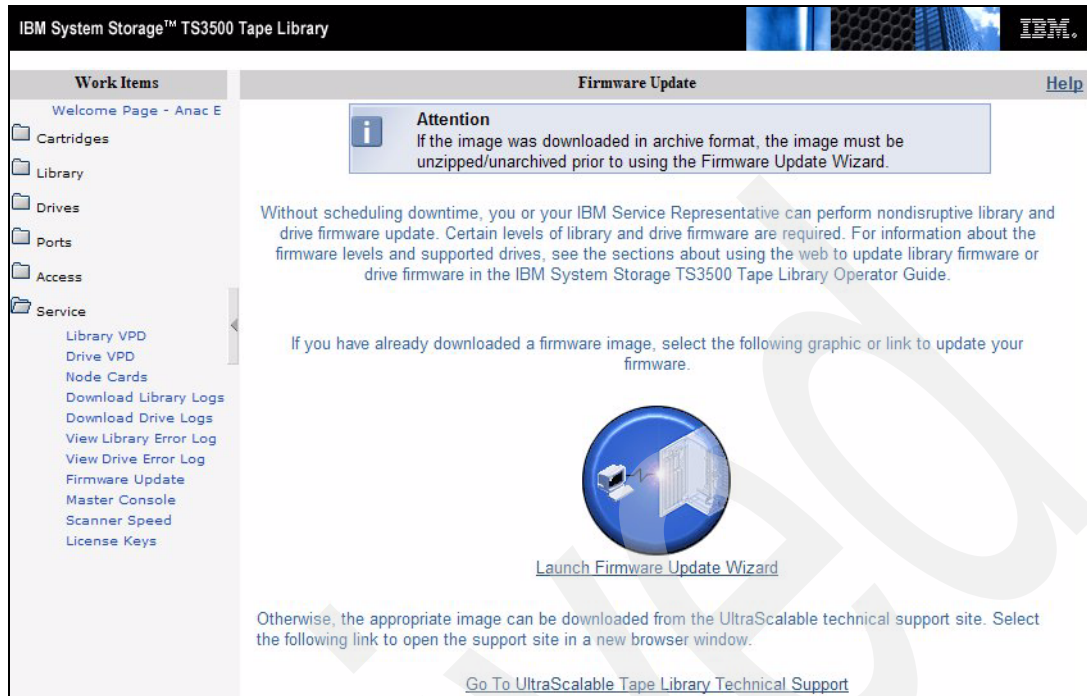 IBM System Storage™ TS3500 Tape Library
IBM.
Work Items
Firmware Update
Help
Welcome Page - Anac E
Cartridges
Library
Drives
Ports
Access
Service
Library VPD
Drive VPD
Node Cards
Download Library Logs
Download Drive Logs
View Library Error Log
View Drive Error Log
Firmware Update
Master Console
Scanner Speed
License Keys
i
Attention
If the image was downloaded in archive format, the image must be
unzipped/unarchived prior to using the Firmware Update Wizard.
Without scheduling downtime, you or your IBM Service Representative can perform nondisruptive library and
drive firmware update. Certain levels of library and drive firmware are required. For information about the
firmware levels and supported drives, see the sections about using the web to update library firmware or
drive firmware in the IBM System Storage TS3500 Tape Library Operator Guide.
If you have already downloaded a firmware image, select the following graphic or link to update your
firmware.
Launch Firmware Update Wizard
Otherwise, the appropriate image can be downloaded from the UltraScalable technical support site. Select
the following link to open the support site in a new browser window.
Go To UltraScalable Tape Library Technical Support